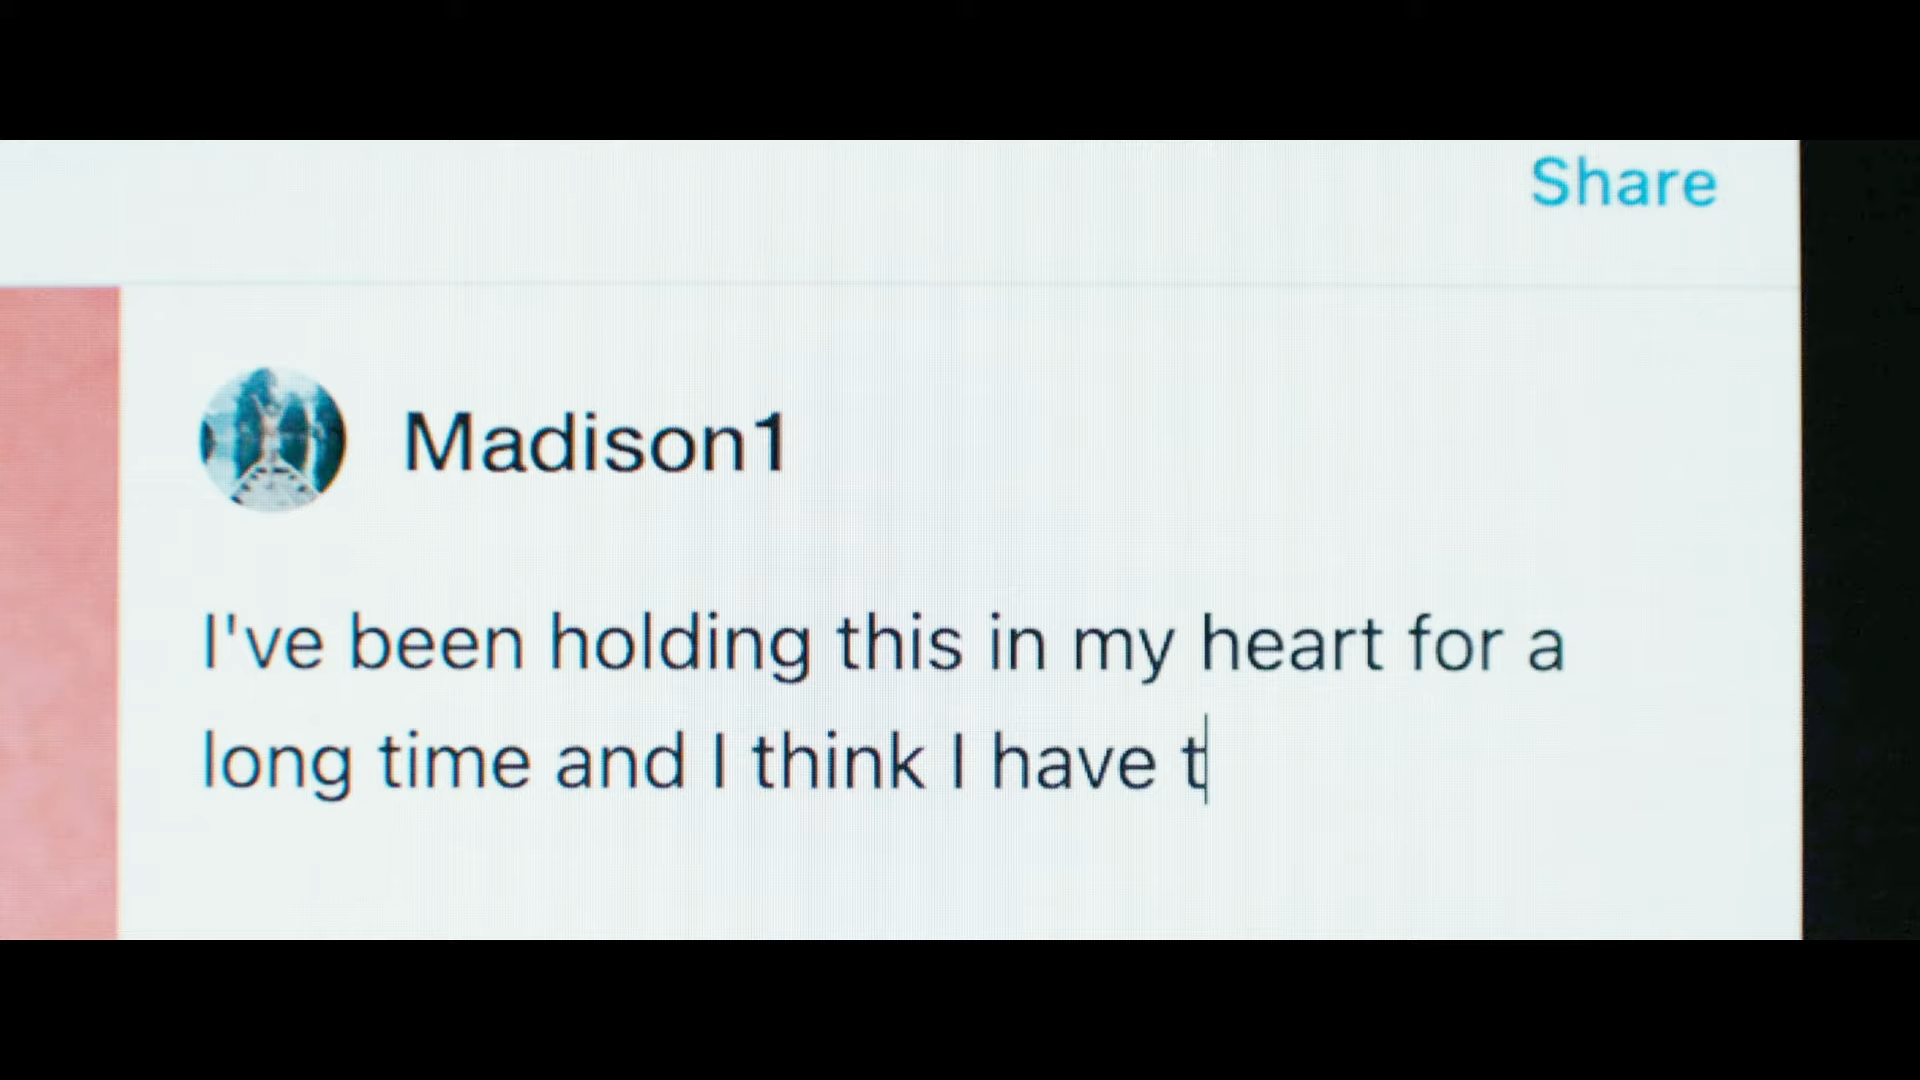 Share
Madison1
I've been holding this in my heart for a
long time and I think I have t